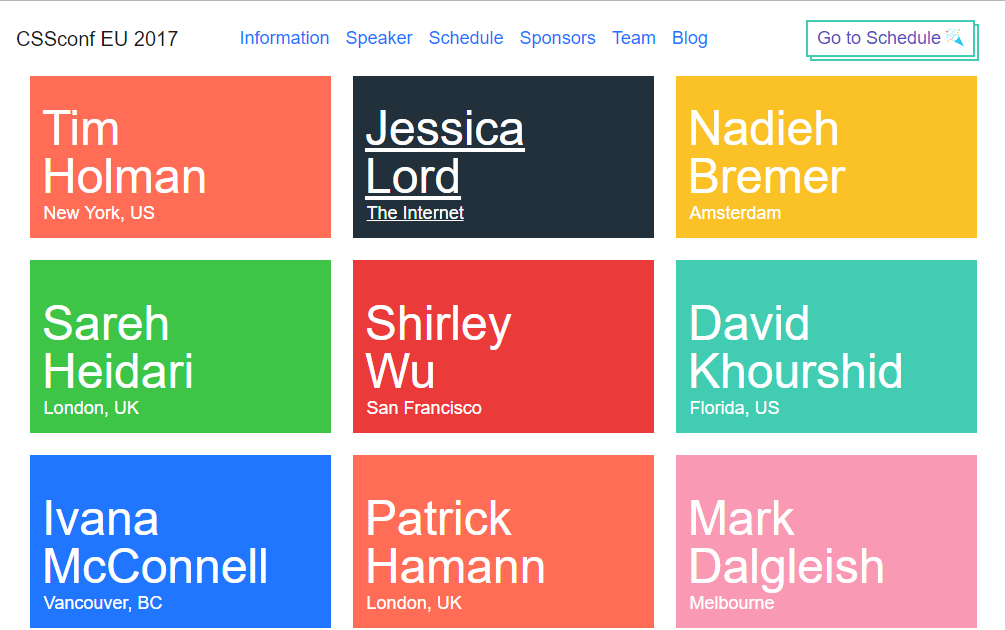 CSSconf EU 2017
Information Speaker Schedule Sponsors Team Blog
Go to Schedule
Tim
Holman
New York, US
Jessica
Lord
The Internet
Nadieh
Bremer
Amsterdam
Sareh
Heidari
London, UK
Shirley
Wu
San Francisco
David
Khourshid
Florida, US
Ivana
McConnell
Vancouver, BC
Patrick
Hamann
London, UK
Mark
Dalgleish
Melbourne